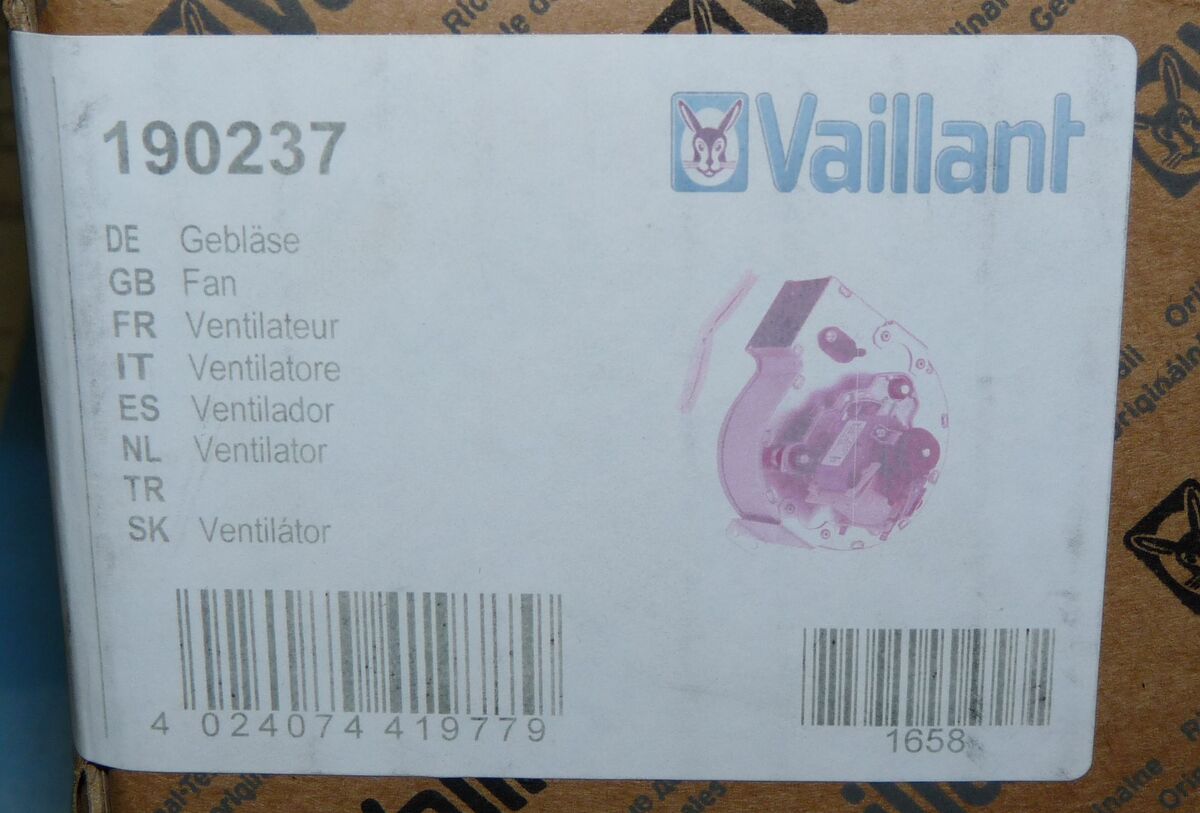 190237
Vaillant
DE Gebläse
GB Fan
FR Ventilateur
IT Ventilatore
ES Ventilador
NL Ventilator
TR
SK Ventilátor
4 024074 419779
1658